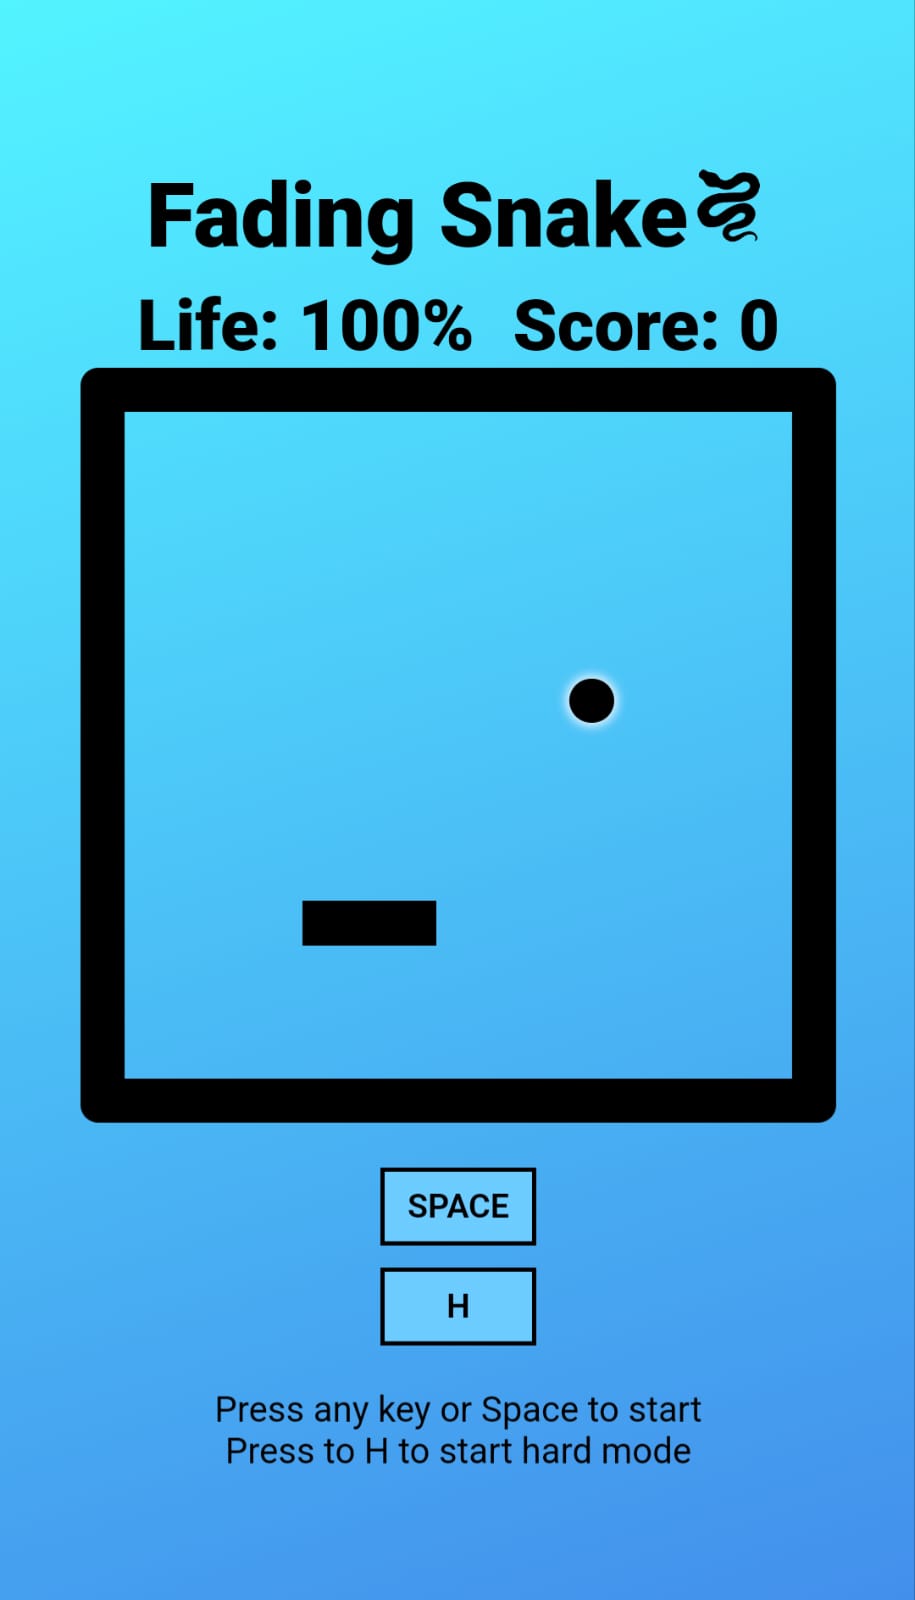 Fading Snake
Life: 100% Score: 0
SPACE
H
Press any key or Space to start
Press to H to start hard mode